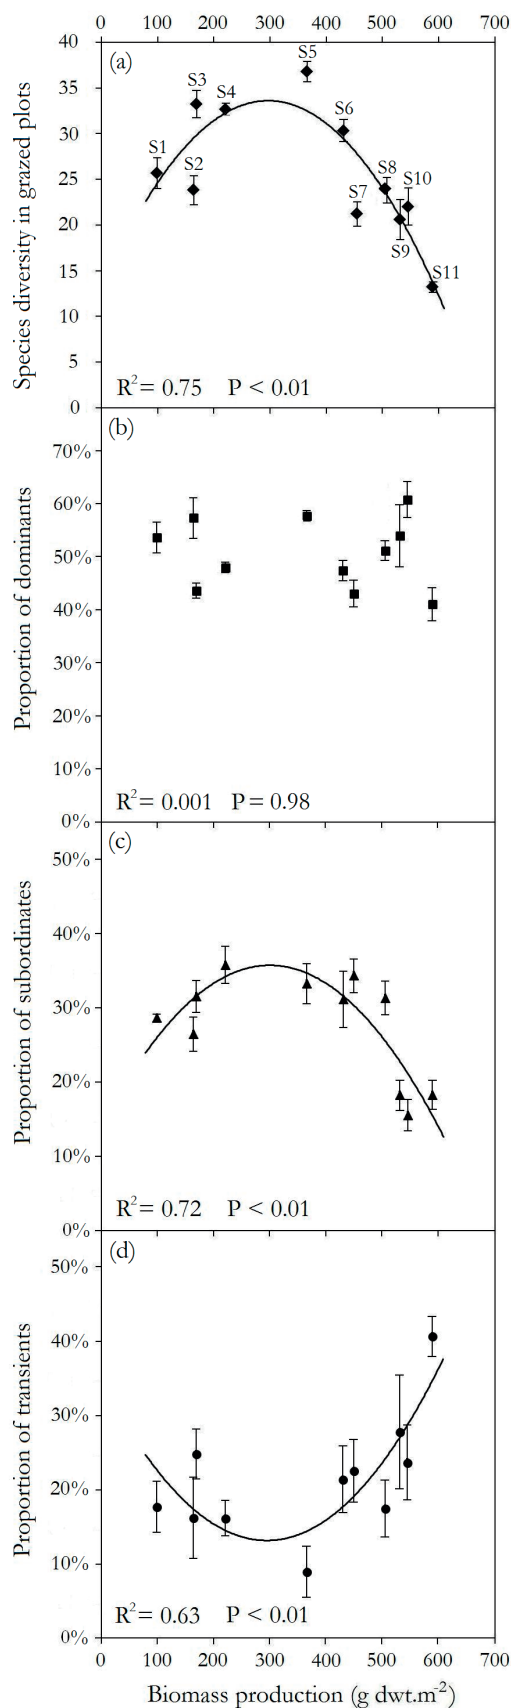 0 100 200 300 400 500 600 700
(a)
Species diversity in grazed plots
40
35
30
25
20
15
10
5
0
S1
S2
S3
S4
S5
S6
S7
S8
S9
S10
S11
R²= 0.75 P < 0.01
(b)
Proportion of dominants
70%
60%
50%
40%
30%
20%
10%
0%
R²= 0.001 P = 0.98
(c)
Proportion of subordinates
50%
40%
30%
20%
10%
0%
R²= 0.72 P < 0.01
(d)
Proportion of transients
50%
40%
30%
20%
10%
0%
R²= 0.63 P < 0.01
0 100 200 300 400 500 600 700
Biomass production (g dwt.m⁻²)